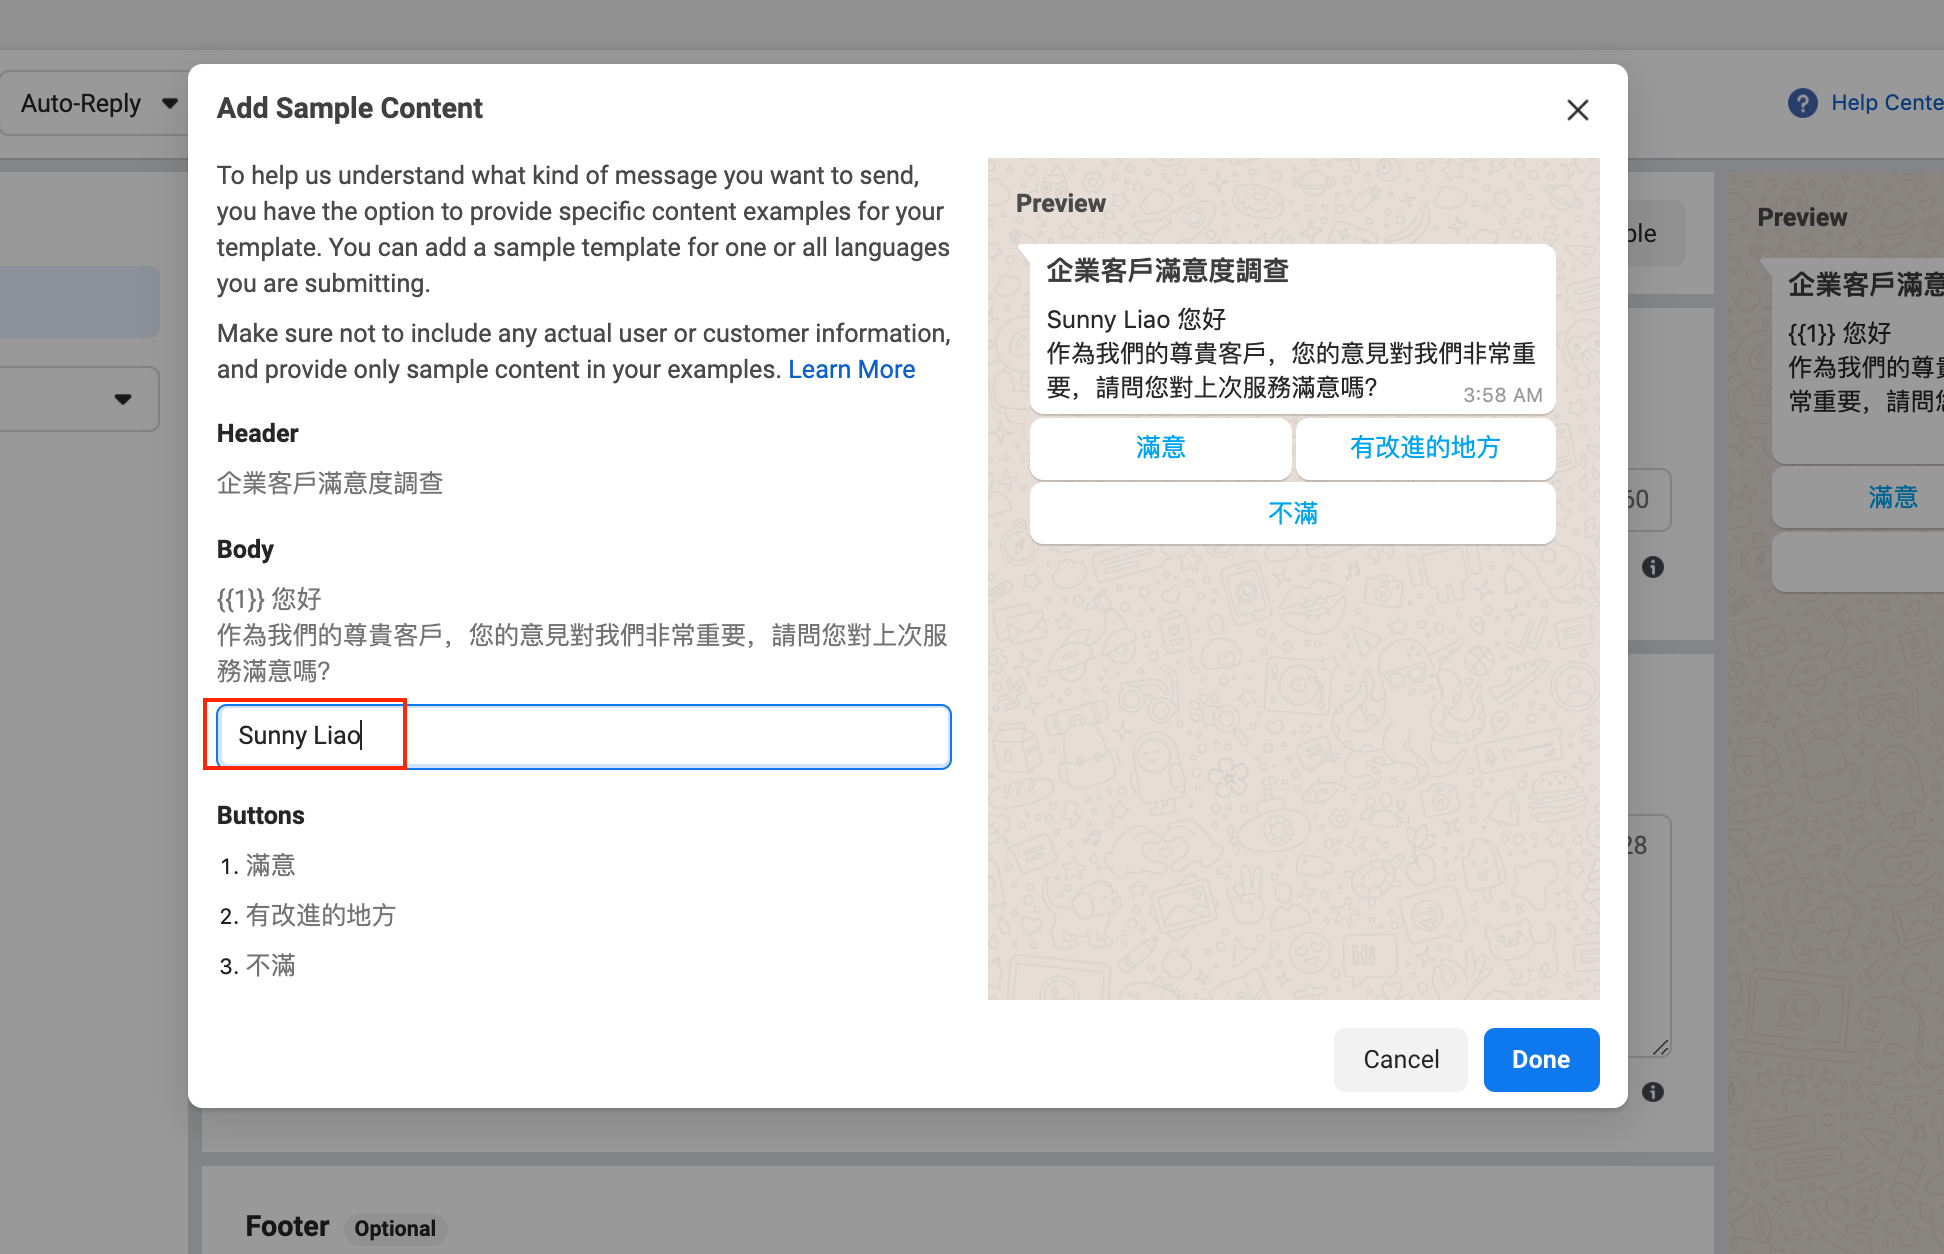 Auto-Reply
Help Cente
Add Sample Content
To help us understand what kind of message you want to send,
you have the option to provide specific content examples for your
template. You can add a sample template for one or all languages
you are submitting.
Make sure not to include any actual user or customer information,
and provide only sample content in your examples. Learn More
Header
企業客戶滿意度調查
Body
{{1}} 您好
作為我們的尊貴客戶，您的意見對我們非常重要，請問您對上次服
務滿意嗎?
Sunny Liao
Buttons
1. 滿意
2. 有改進的地方
3. 不滿
Preview
企業客戶滿意度調查
Sunny Liao 您好
作為我們的尊貴客戶，您的意見對我們非常重
要，請問您對上次服務滿意嗎?
3:58 AM
滿意
有改進的地方
不滿
Cancel
Done
ple
60
28
Preview
企業客戶滿意
{{1}} 您好
作為我們的尊貴
常重要，請問您
滿意
Footer Optional